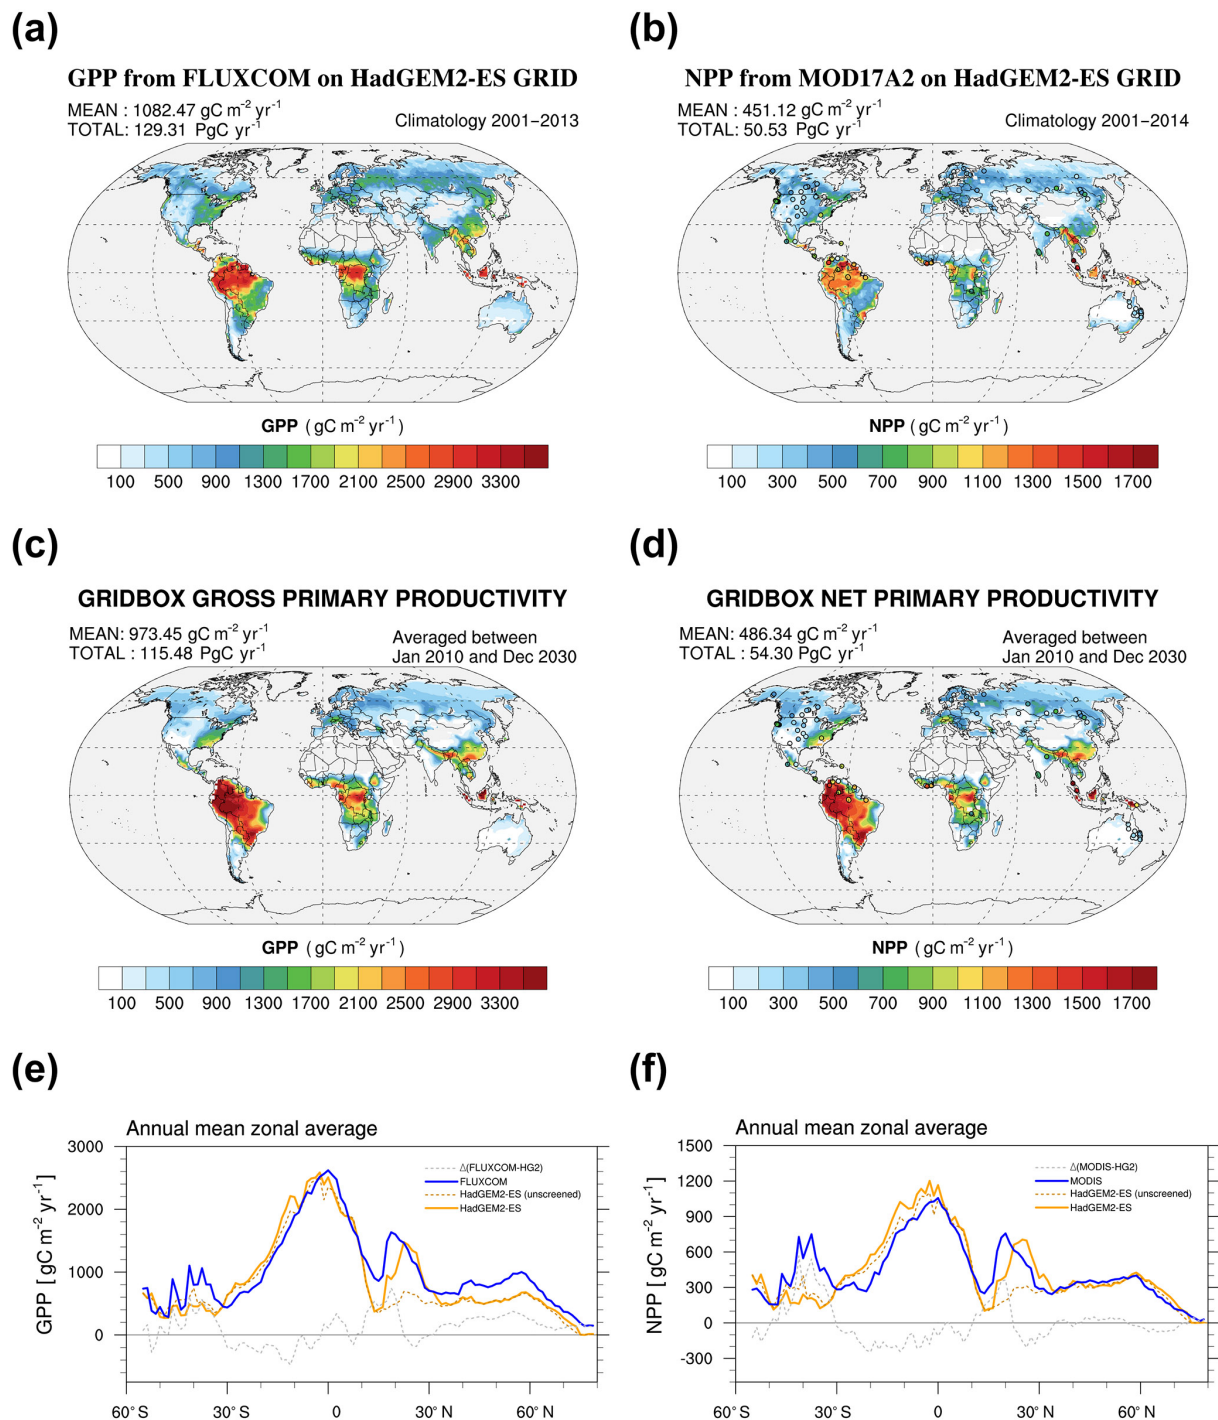 (a)
GPP from FLUXCOM on HadGEM2-ES GRID
MEAN : 1082.47 gC m⁻² yr⁻¹
TOTAL: 129.31 PgC yr⁻¹
Climatology 2001−2013
GPP ( gC m⁻² yr⁻¹ )
100 500 900 1300 1700 2100 2500 2900 3300
(b)
NPP from MOD17A2 on HadGEM2-ES GRID
MEAN : 451.12 gC m⁻² yr⁻¹
TOTAL: 50.53 PgC yr⁻¹
Climatology 2001−2014
NPP ( gC m⁻² yr⁻¹ )
100 300 500 700 900 1100 1300 1500 1700
(c)
GRIDBOX GROSS PRIMARY PRODUCTIVITY
MEAN: 973.45 gC m⁻² yr⁻¹
TOTAL : 115.48 PgC yr⁻¹
Averaged between
Jan 2010 and Dec 2030
GPP ( gC m⁻² yr⁻¹ )
100 500 900 1300 1700 2100 2500 2900 3300
(d)
GRIDBOX NET PRIMARY PRODUCTIVITY
MEAN: 486.34 gC m⁻² yr⁻¹
TOTAL : 54.30 PgC yr⁻¹
Averaged between
Jan 2010 and Dec 2030
NPP ( gC m⁻² yr⁻¹ )
100 300 500 700 900 1100 1300 1500 1700
(e)
Annual mean zonal average
GPP [ gC m⁻² yr⁻¹ ]
3000
2000
1000
0
Δ(FLUXCOM-HG2)
FLUXCOM
HadGEM2-ES (unscreened)
HadGEM2-ES
60° S 30° S 0 30° N 60° N
(f)
Annual mean zonal average
NPP [ gC m⁻² yr⁻¹ ]
1500
1200
900
600
300
0
-300
Δ(MODIS-HG2)
MODIS
HadGEM2-ES (unscreened)
HadGEM2-ES
60° S 30° S 0 30° N 60° N